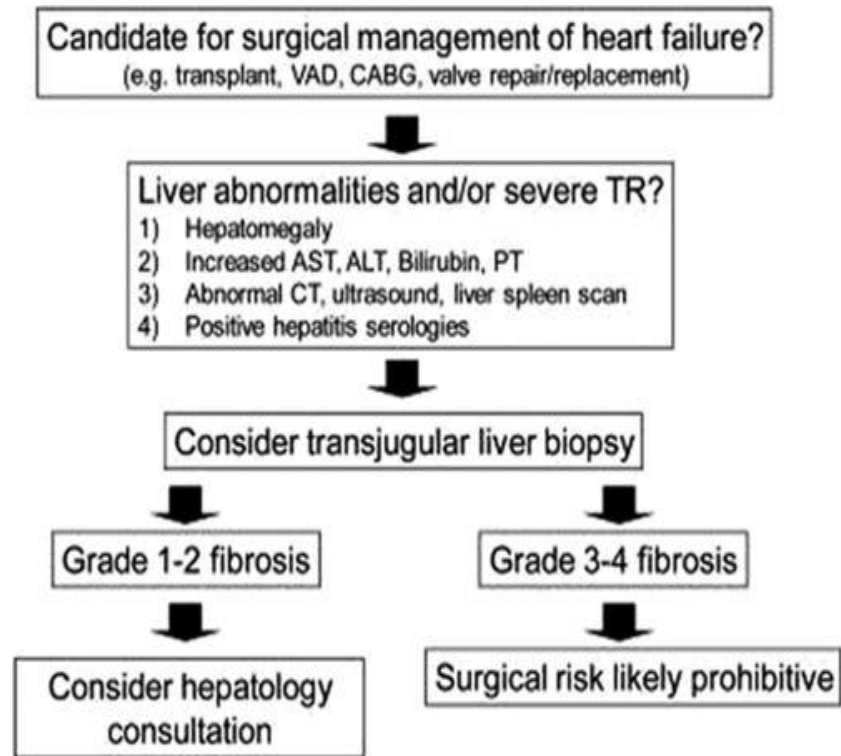 Candidate for surgical management of heart failure?
(e.g. transplant, VAD, CABG, valve repair/replacement)
Liver abnormalities and/or severe TR?
1) Hepatomegaly
2) Increased AST, ALT, Bilirubin, PT
3) Abnormal CT, ultrasound, liver spleen scan
4) Positive hepatitis serologies
Consider transjugular liver biopsy
Grade 1-2 fibrosis
Grade 3-4 fibrosis
Consider hepatology
consultation
Surgical risk likely prohibitive